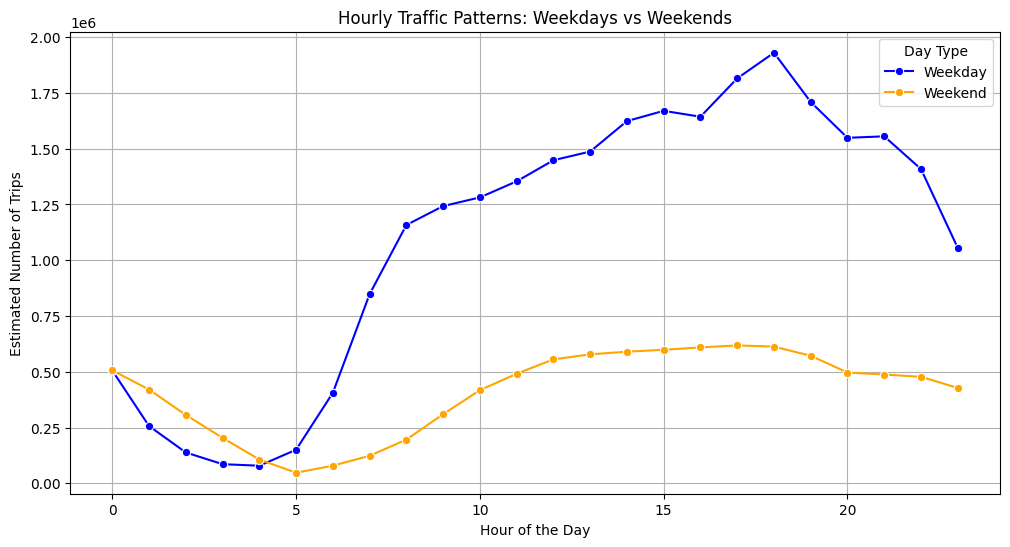 Hourly Traffic Patterns: Weekdays vs Weekends
1e6
2.00
1.75
1.50
1.25
1.00
0.75
0.50
0.25
0.00
Estimated Number of Trips
Day Type
Weekday
Weekend
0 5 10 15 20
Hour of the Day